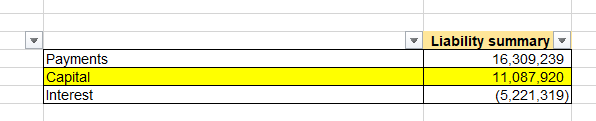 Liability summary
Payments 16,309,239
Capital 11,087,920
Interest (5,221,319)